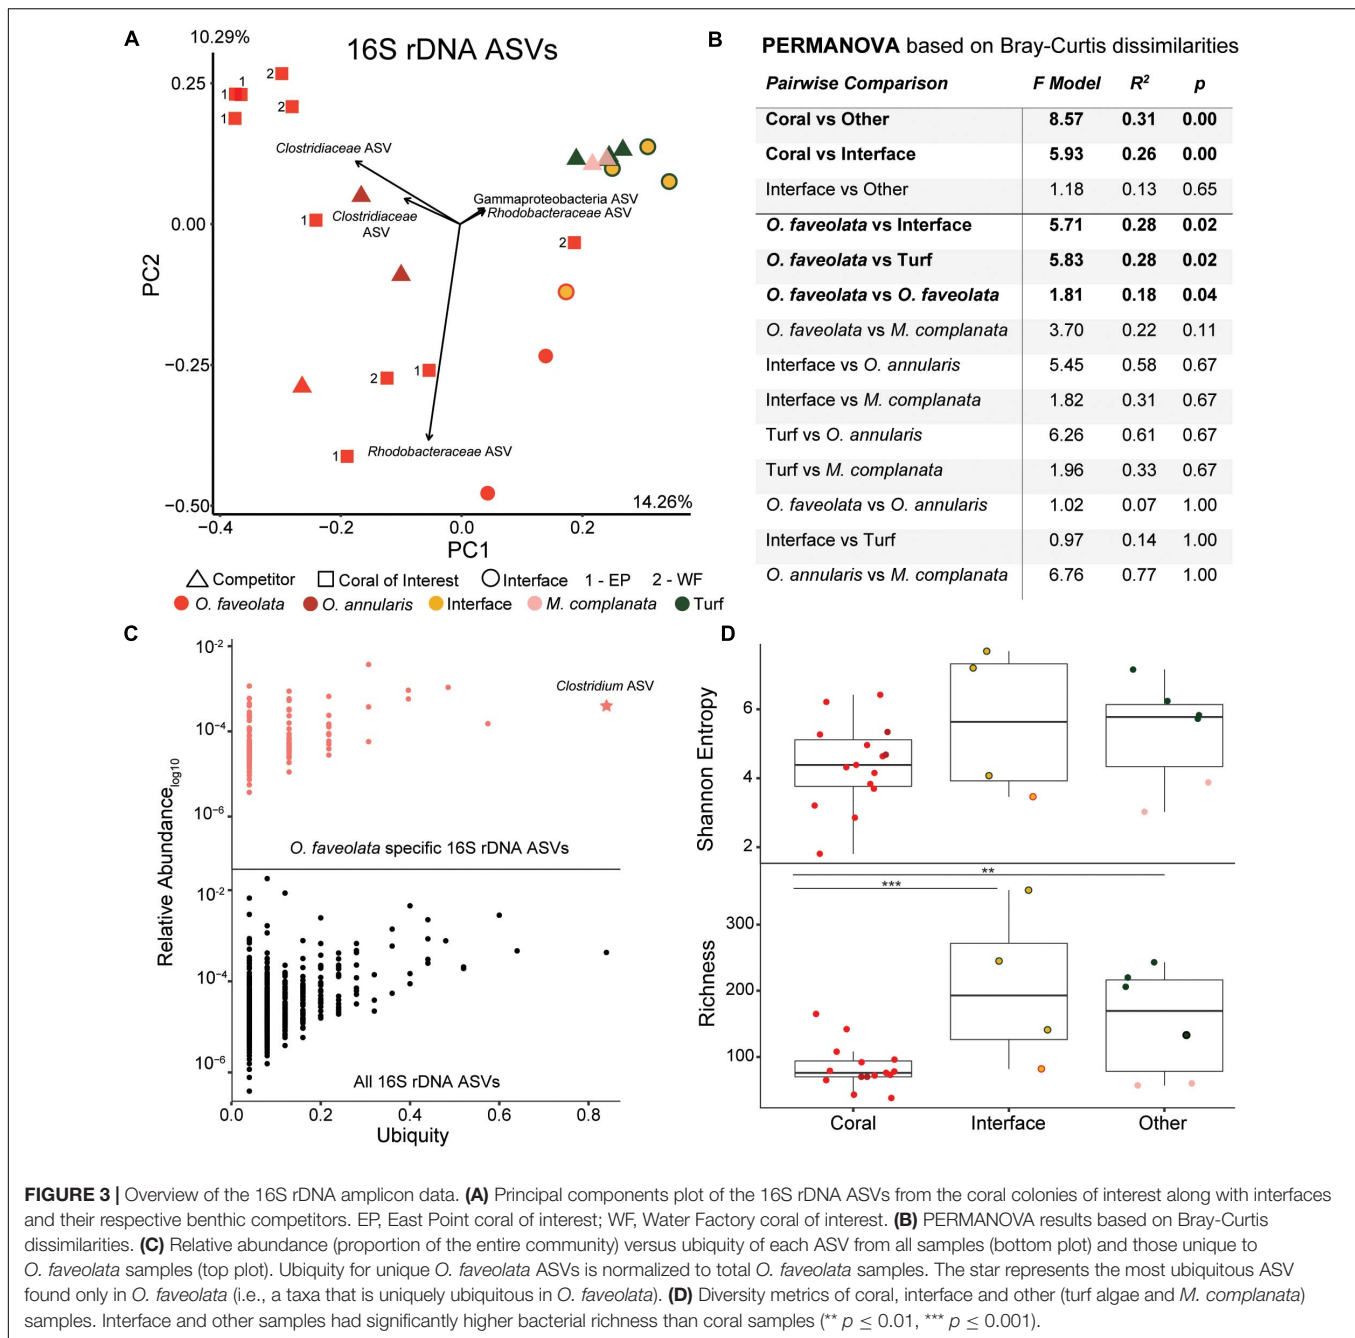 A
10.29%
16S rDNA ASVs
0.25
0.00
−0.25
−0.50
PC2
1
1
1
2
2
Clostridiaceae ASV
Clostridiaceae
ASV
1
Gammaproteobacteria ASV
Rhodobacteraceae ASV
2
2
1
1
Rhodobacteraceae ASV
14.26%
−0.4
−0.2
0.0
0.2
PC1
Competitor Coral of Interest Interface 1 - EP 2 - WF
O. faveolata O. annularis Interface M. complanata Turf
B
PERMANOVA based on Bray-Curtis dissimilarities
Pairwise Comparison F Model R² p
Coral vs Other 8.57 0.31 0.00
Coral vs Interface 5.93 0.26 0.00
Interface vs Other 1.18 0.13 0.65
O. faveolata vs Interface 5.71 0.28 0.02
O. faveolata vs Turf 5.83 0.28 0.02
O. faveolata vs O. faveolata 1.81 0.18 0.04
O. faveolata vs M. complanata 3.70 0.22 0.11
Interface vs O. annularis 5.45 0.58 0.67
Interface vs M. complanata 1.82 0.31 0.67
Turf vs O. annularis 6.26 0.61 0.67
Turf vs M. complanata 1.96 0.33 0.67
O. faveolata vs O. annularis 1.02 0.07 1.00
Interface vs Turf 0.97 0.14 1.00
O. annularis vs M. complanata 6.76 0.77 1.00
C
Relative Abundance log10
10⁻²
10⁻⁴
10⁻⁶
Clostridium ASV
O. faveolata specific 16S rDNA ASVs
10⁻²
10⁻⁴
10⁻⁶
All 16S rDNA ASVs
0.0 0.2 0.4 0.6 0.8
Ubiquity
D
Shannon Entropy
6
4
2
**
***
Richness
300
200
100
Coral Interface Other
FIGURE 3 | Overview of the 16S rDNA amplicon data. (A) Principal components plot of the 16S rDNA ASVs from the coral colonies of interest along with interfaces
and their respective benthic competitors. EP, East Point coral of interest; WF, Water Factory coral of interest. (B) PERMANOVA results based on Bray-Curtis
dissimilarities. (C) Relative abundance (proportion of the entire community) versus ubiquity of each ASV from all samples (bottom plot) and those unique to
O. faveolata samples (top plot). Ubiquity for unique O. faveolata ASVs is normalized to total O. faveolata samples. The star represents the most ubiquitous ASV
found only in O. faveolata (i.e., a taxa that is uniquely ubiquitous in O. faveolata). (D) Diversity metrics of coral, interface and other (turf algae and M. complanata)
samples. Interface and other samples had significantly higher bacterial richness than coral samples (** p ≤ 0.01, *** p ≤ 0.001).